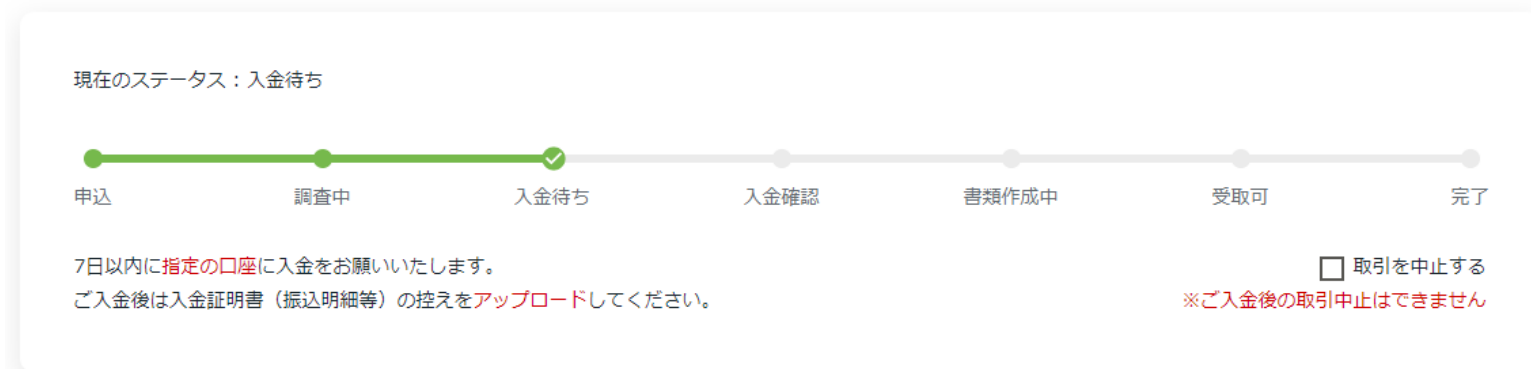 現在のステータス：入金待ち
申込 調査中 入金待ち 入金確認 書類作成中 受取可 完了
7日以内に指定の口座に入金をお願いいたします。
取引を中止する
ご入金後は入金証明書（振込明細等）の控えをアップロードしてください。
※ご入金後の取引中止はできません